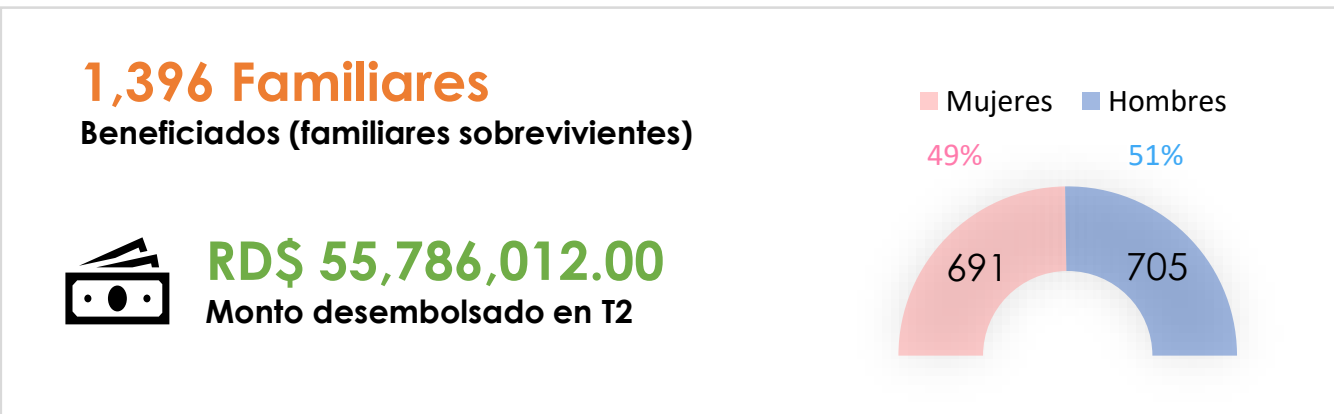 1,396 Familiares
Beneficiados (familiares sobrevivientes)
RD$ 55,786,012.00
Monto desembolsado en T2
Mujeres Hombres
49% 51%
691 705